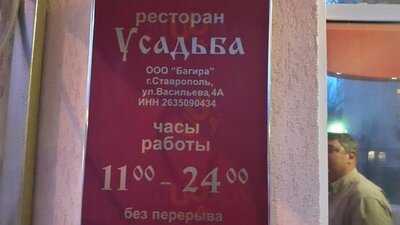 ресторан
Усадьба
ООО "Багира"
г.Ставрополь,
ул.Васильева,4А
ИНН 2635090434
часы
работы
11⁰⁰ - 24⁰⁰
без перерыва